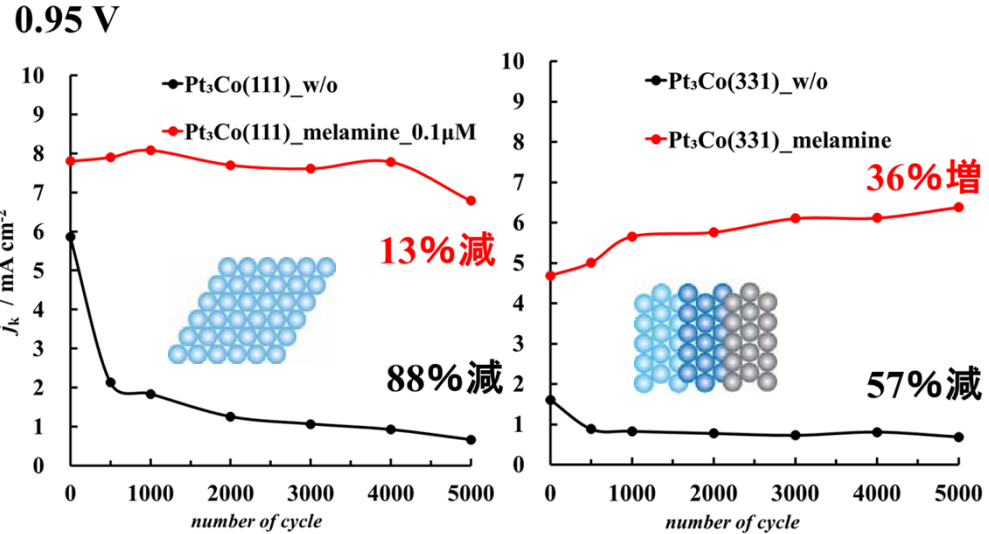 0.95 V
10
9
8
7
6
5
4
3
2
1
0
jₖ / mA cm⁻²
Pt₃Co(111)_w/o
Pt₃Co(111)_melamine_0.1μM
13%減
88%減
0 1000 2000 3000 4000 5000
number of cycle
10
9
8
7
6
5
4
3
2
1
0
Pt₃Co(331)_w/o
Pt₃Co(331)_melamine
36%増
57%減
0 1000 2000 3000 4000 5000
number of cycle